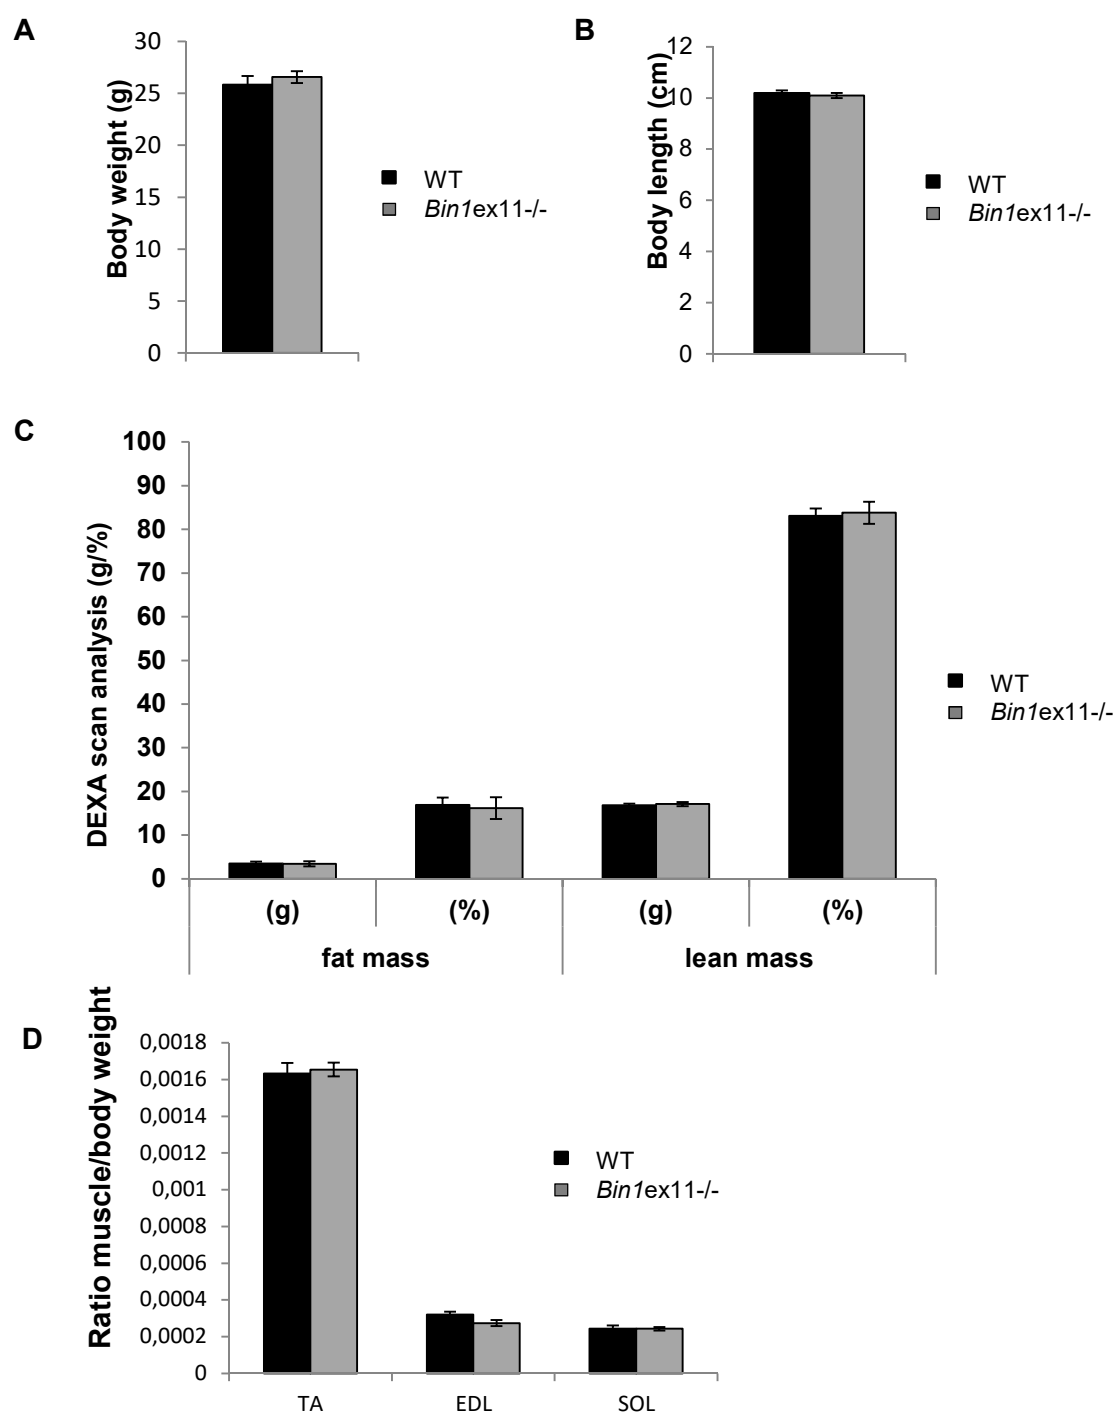 A
Body weight (g)
30
25
20
15
10
5
0
WT
Bin1ex11-/-
B
Body length (cm)
12
10
8
6
4
2
0
WT
Bin1ex11-/-
C
DEXA scan analysis (g/%)
100
90
80
70
60
50
40
30
20
10
0
(g) (%) (g) (%)
fat mass lean mass
WT
Bin1ex11-/-
D
Ratio muscle/body weight
0,0018
0,0016
0,0014
0,0012
0,001
0,0008
0,0006
0,0004
0,0002
0
TA EDL SOL
WT
Bin1ex11-/-